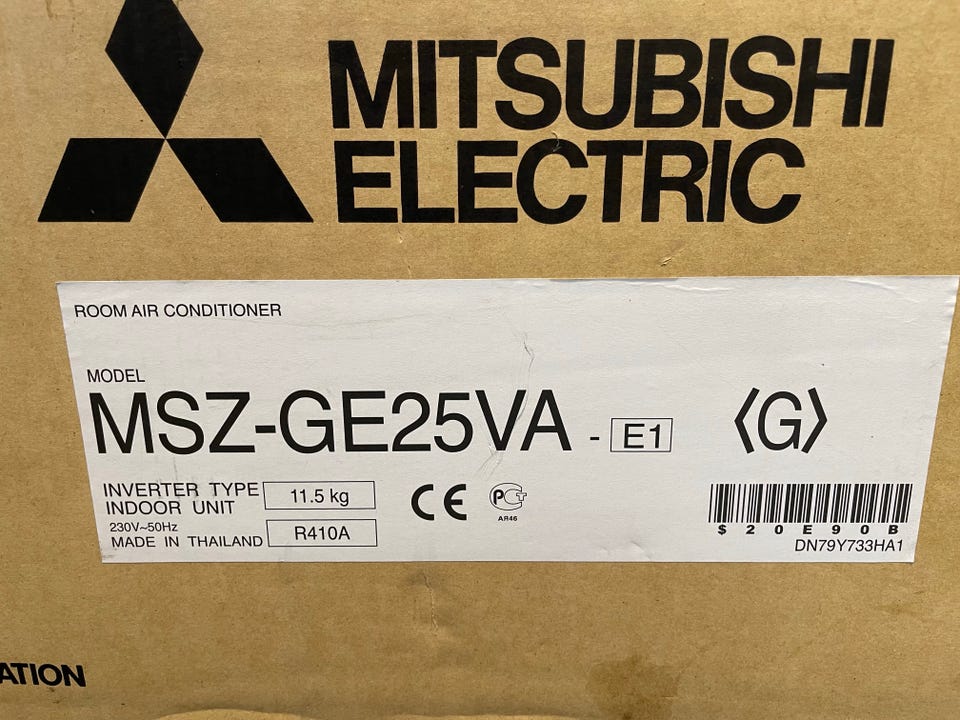 MITSUBISHI
ELECTRIC
ROOM AIR CONDITIONER
MODEL
MSZ-GE25VA - E1 〈G〉
INVERTER TYPE
INDOOR UNIT
11.5 kg
230V~50Hz
MADE IN THAILAND
R410A
CE
PCT
AR46
$ 20E90B
DN79Y733HA1
ATION